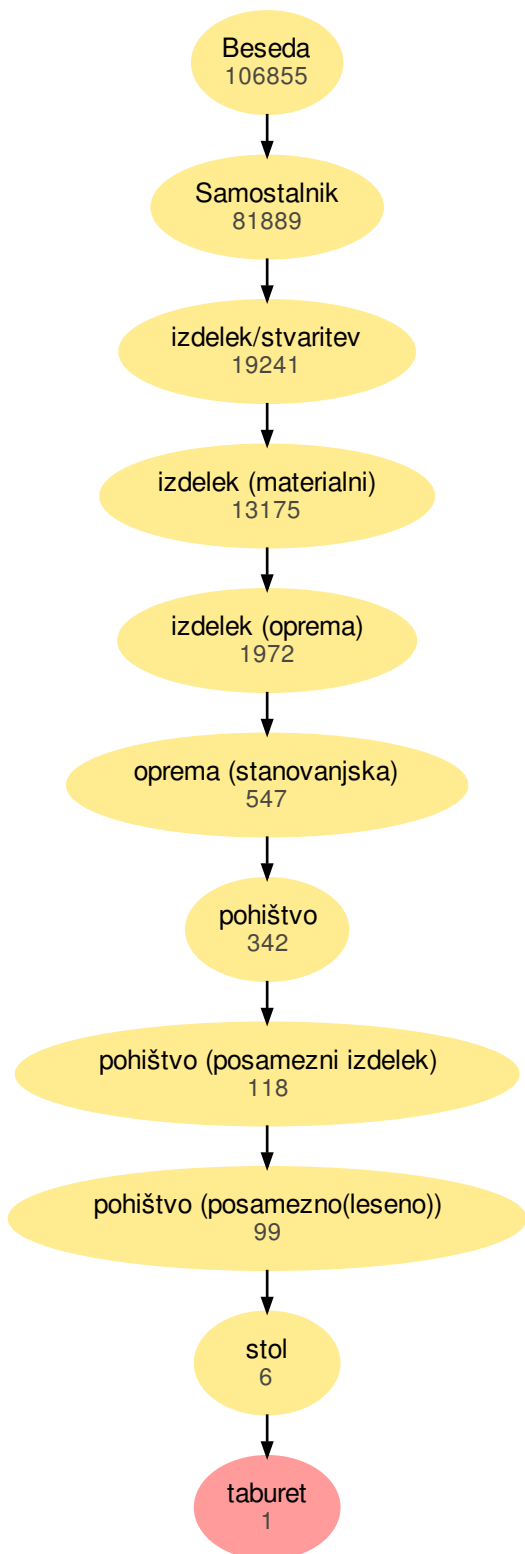 Beseda
106855
Samostalnik
81889
izdelek/stvaritev
19241
izdelek (materialni)
13175
izdelek (oprema)
1972
oprema (stanovanjska)
547
pohištvo
342
pohištvo (posamezni izdelek)
118
pohištvo (posamezno(leseno))
99
stol
6
taburet
1